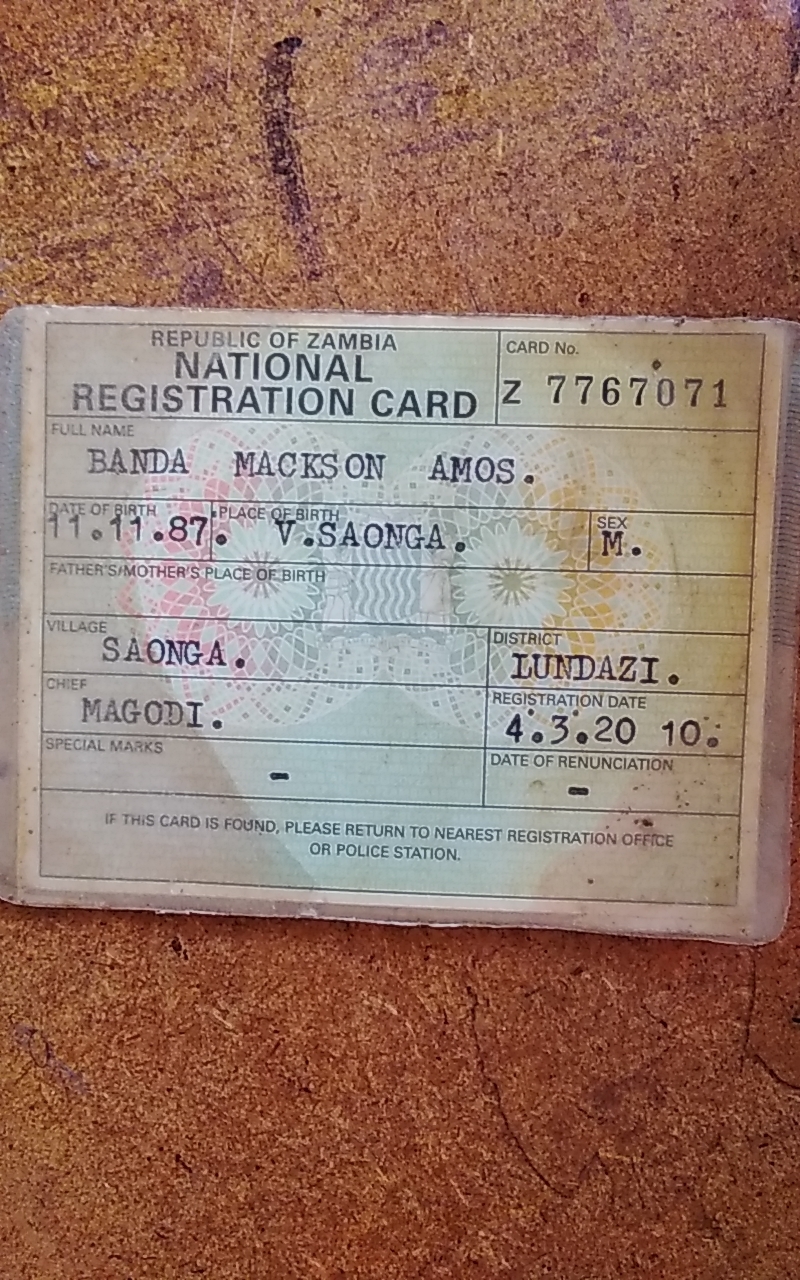 REPUBLIC OF ZAMBIA
NATIONAL
REGISTRATION CARD
CARD No.
Z 7767071
FULL NAME
BANDA MACKSON AMOS.
DATE OF BIRTH PLACE OF BIRTH SEX
11.11.87. V.SAONGA. M.
FATHER'S/MOTHER'S PLACE OF BIRTH
VILLAGE DISTRICT
SAONGA. LUNDAZI.
CHIEF REGISTRATION DATE
MAGODI. 4.3.20 10.
SPECIAL MARKS DATE OF RENUNCIATION
- -
IF THIS CARD IS FOUND, PLEASE RETURN TO NEAREST REGISTRATION OFFICE
OR POLICE STATION.